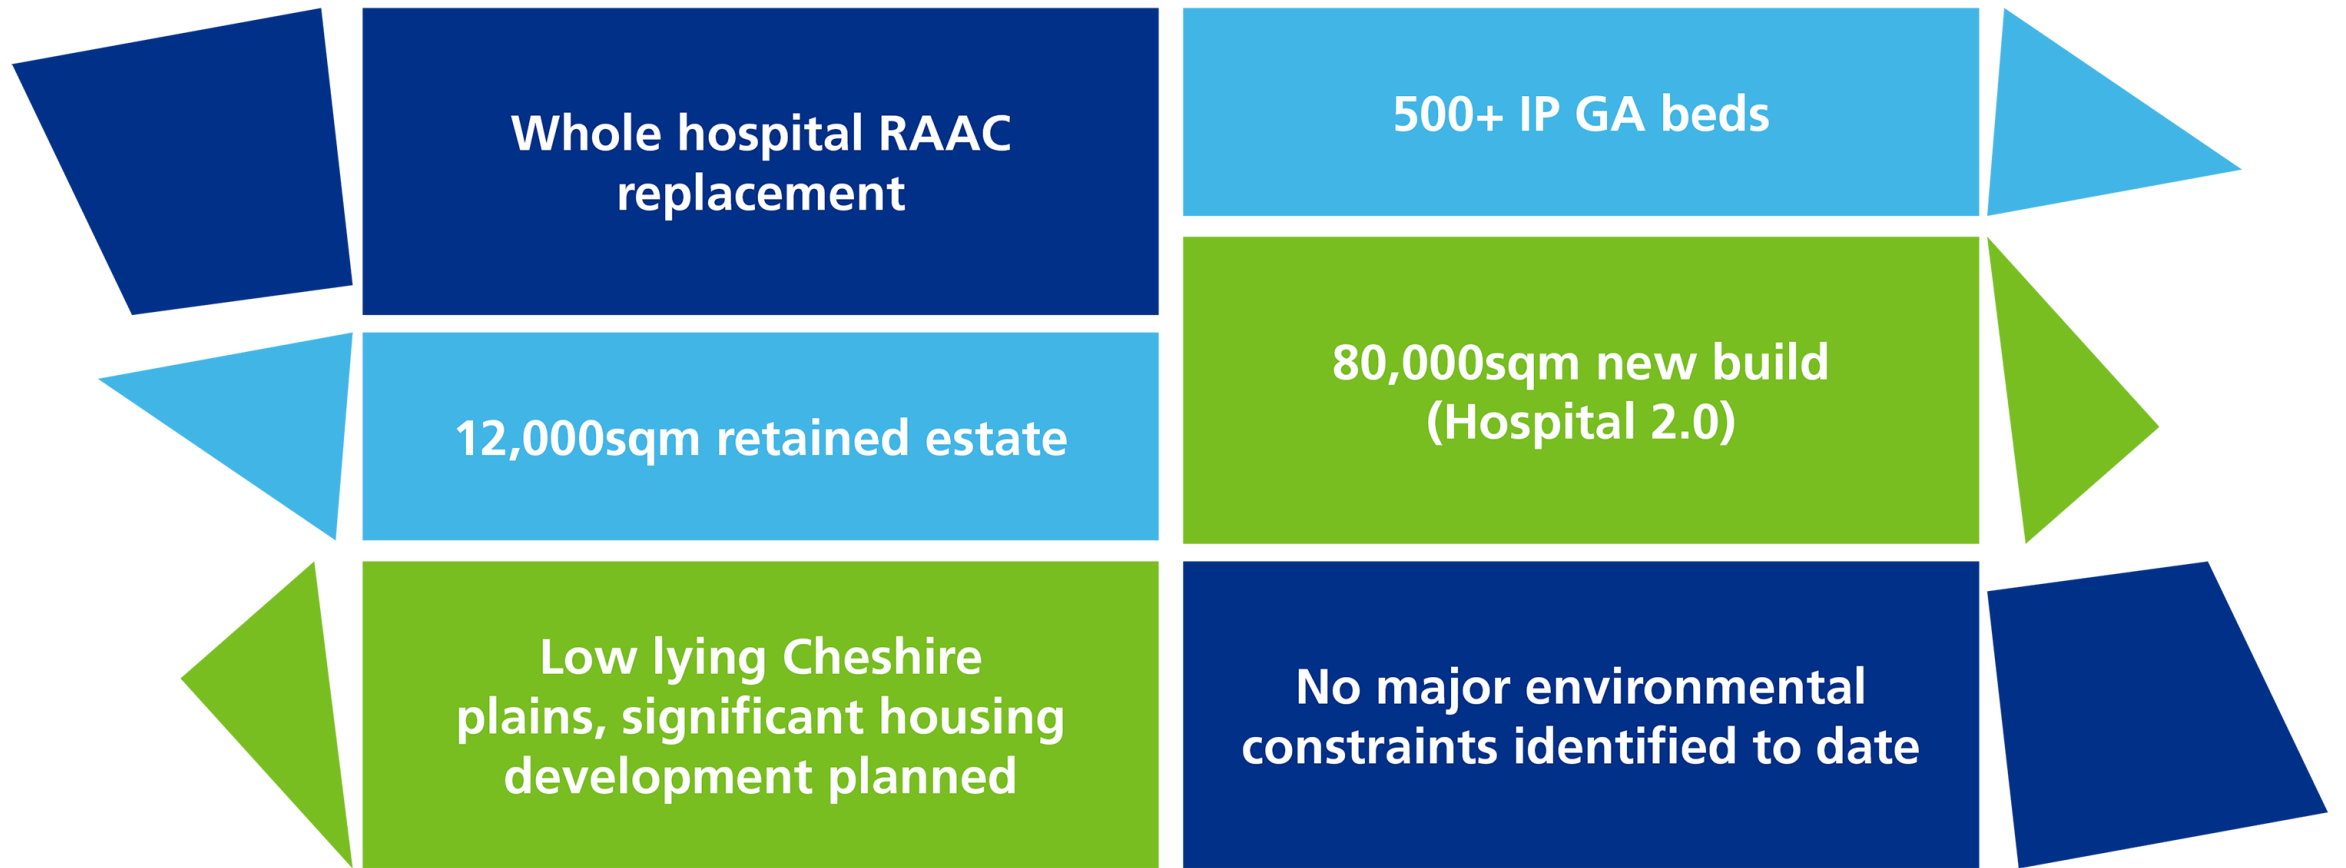 Whole hospital RAAC
replacement
12,000sqm retained estate
Low lying Cheshire
plains, significant housing
development planned
500+ IP GA beds
80,000sqm new build
(Hospital 2.0)
No major environmental
constraints identified to date